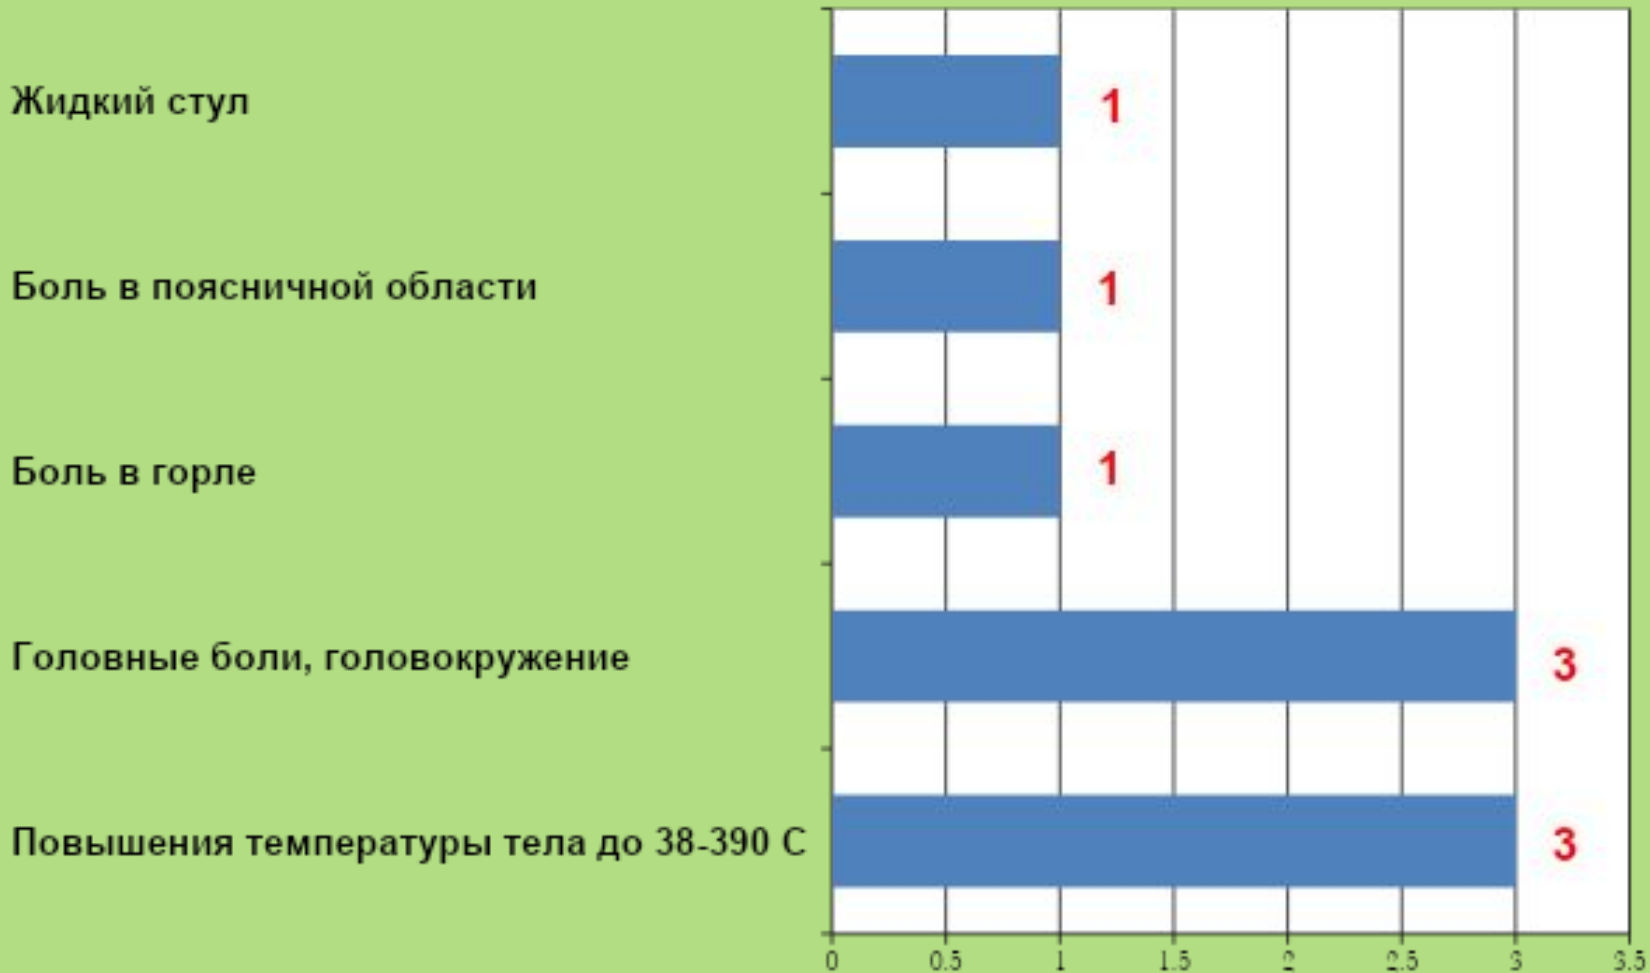 Жидкий стул
1
Боль в поясничной области
1
Боль в горле
1
Головные боли, головокружение
3
Повышения температуры тела до 38-390 С
3
0 0.5 1 1.5 2 2.5 3 3.5